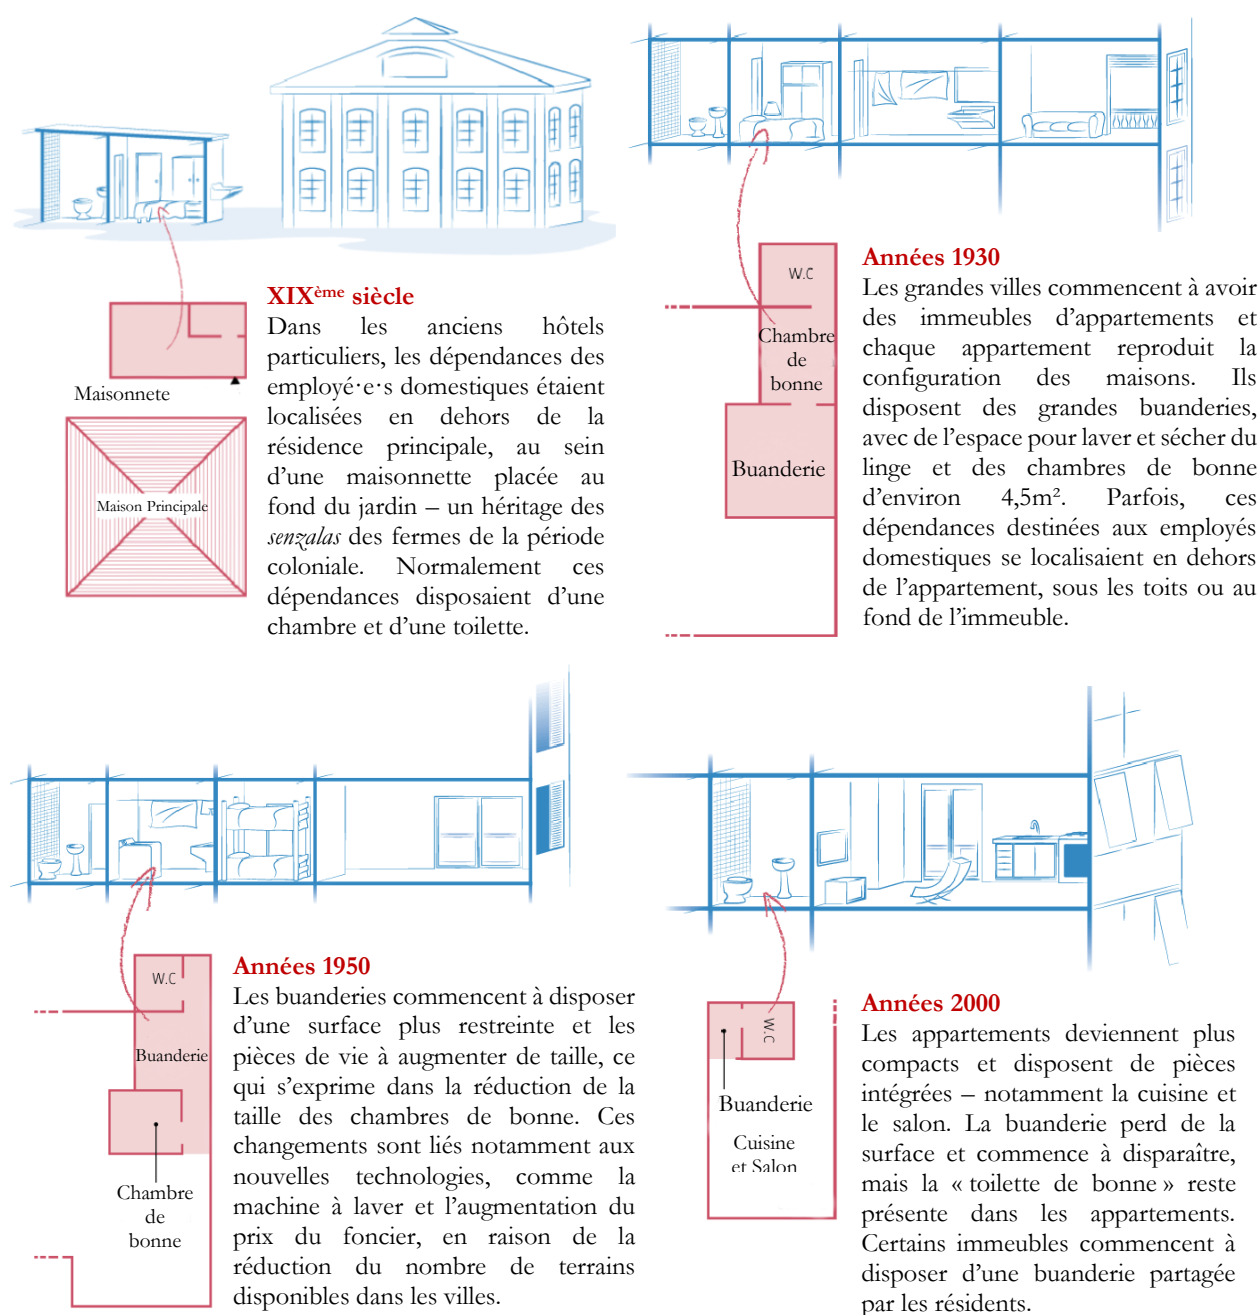 XIXème siècle
Dans les anciens hôtels
particuliers, les dépendances des
employé·e·s domestiques étaient
localisées en dehors de la
résidence principale, au sein
d'une maisonnette placée au
fond du jardin – un héritage des
senzalas des fermes de la période
coloniale. Normalement ces
dépendances disposaient d'une
chambre et d'une toilette.
Maisonnete
Maison Principale
W.C
Chambre
de
bonne
Buanderie
Années 1930
Les grandes villes commencent à avoir
des immeubles d'appartements et
chaque appartement reproduit la
configuration des maisons. Ils
disposent des grandes buanderies,
avec de l'espace pour laver et sécher du
linge et des chambres de bonne
d'environ 4,5m². Parfois, ces
dépendances destinées aux employés
domestiques se localisaient en dehors
de l'appartement, sous les toits ou au
fond de l'immeuble.
W.C
Buanderie
Chambre
de
bonne
Années 1950
Les buanderies commencent à disposer
d'une surface plus restreinte et les
pièces de vie à augmenter de taille, ce
qui s'exprime dans la réduction de la
taille des chambres de bonne. Ces
changements sont liés notamment aux
nouvelles technologies, comme la
machine à laver et l'augmentation du
prix du foncier, en raison de la
réduction du nombre de terrains
disponibles dans les villes.
W.C
Buanderie
Cuisine
et Salon
Années 2000
Les appartements deviennent plus
compacts et disposent de pièces
intégrées – notamment la cuisine et
le salon. La buanderie perd de la
surface et commence à disparaître,
mais la « toilette de bonne » reste
présente dans les appartements.
Certains immeubles commencent à
disposer d'une buanderie partagée
par les résidents.